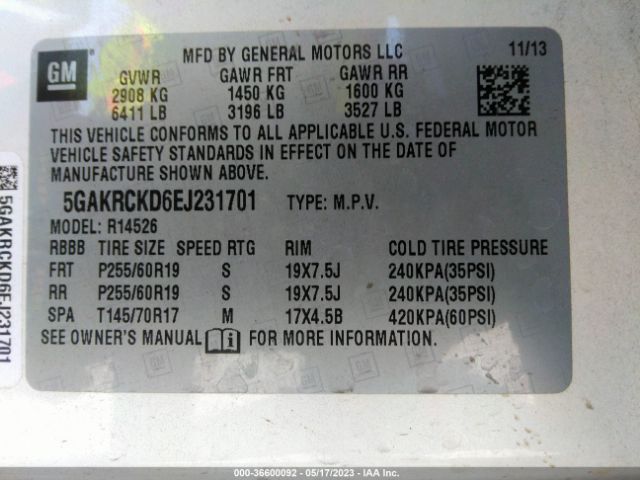 GM
MFD BY GENERAL MOTORS LLC 11/13
GVWR GAWR FRT GAWR RR
2908 KG 1450 KG 1600 KG
6411 LB 3196 LB 3527 LB
THIS VEHICLE CONFORMS TO ALL APPLICABLE U.S. FEDERAL MOTOR
VEHICLE SAFETY STANDARDS IN EFFECT ON THE DATE OF
MANUFACTURE SHOWN ABOVE.
5GAKRCKD6EJ231701 TYPE: M.P.V.
MODEL: R14526
RBBB TIRE SIZE SPEED RTG RIM COLD TIRE PRESSURE
FRT P255/60R19 S 19X7.5J 240KPA(35PSI)
RR P255/60R19 S 19X7.5J 240KPA(35PSI)
SPA T145/70R17 M 17X4.5B 420KPA(60PSI)
SEE OWNER'S MANUAL FOR MORE INFORMATION.
5GAKRCKD6EJ231701
000-36600092 - 05/17/2023 - IAA Inc.